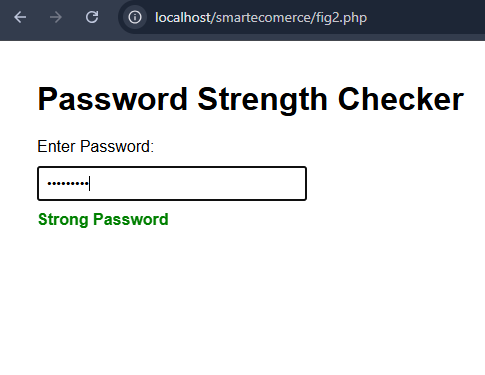 localhost/smartecomerce/fig2.php
Password Strength Checker
Enter Password:
•••••••••
Strong Password